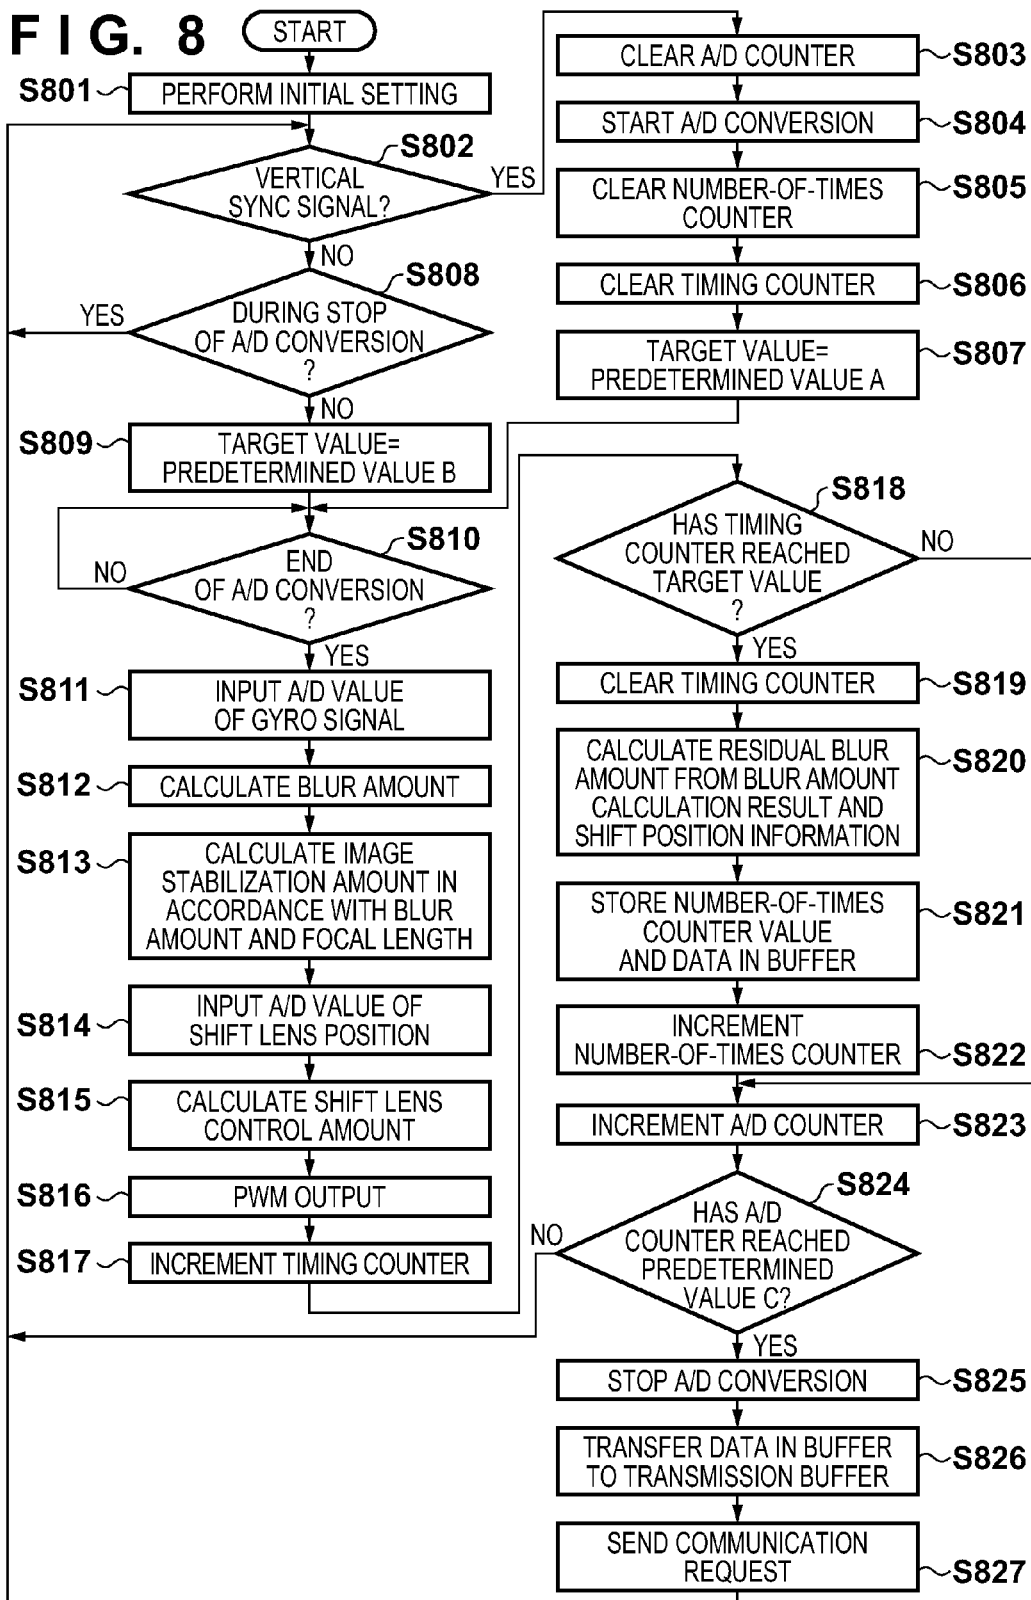 FIG. 8
START
S801
PERFORM INITIAL SETTING
S802
VERTICAL
SYNC SIGNAL?
YES
NO
S808
DURING STOP
OF A/D CONVERSION
?
YES
NO
S809
TARGET VALUE=
PREDETERMINED VALUE B
S810
END
OF A/D CONVERSION
?
NO
YES
S811
INPUT A/D VALUE
OF GYRO SIGNAL
S812
CALCULATE BLUR AMOUNT
S813
CALCULATE IMAGE
STABILIZATION AMOUNT IN
ACCORDANCE WITH BLUR
AMOUNT AND FOCAL LENGTH
S814
INPUT A/D VALUE OF
SHIFT LENS POSITION
S815
CALCULATE SHIFT LENS
CONTROL AMOUNT
S816
PWM OUTPUT
S817
INCREMENT TIMING COUNTER
CLEAR A/D COUNTER
S803
START A/D CONVERSION
S804
CLEAR NUMBER-OF-TIMES
COUNTER
S805
CLEAR TIMING COUNTER
S806
TARGET VALUE=
PREDETERMINED VALUE A
S807
S818
HAS TIMING
COUNTER REACHED
TARGET VALUE
?
NO
YES
CLEAR TIMING COUNTER
S819
CALCULATE RESIDUAL BLUR
AMOUNT FROM BLUR AMOUNT
CALCULATION RESULT AND
SHIFT POSITION INFORMATION
S820
STORE NUMBER-OF-TIMES
COUNTER VALUE
AND DATA IN BUFFER
S821
INCREMENT
NUMBER-OF-TIMES COUNTER
S822
INCREMENT A/D COUNTER
S823
S824
HAS A/D
COUNTER REACHED
PREDETERMINED
VALUE C?
NO
YES
STOP A/D CONVERSION
S825
TRANSFER DATA IN BUFFER
TO TRANSMISSION BUFFER
S826
SEND COMMUNICATION
REQUEST
S827